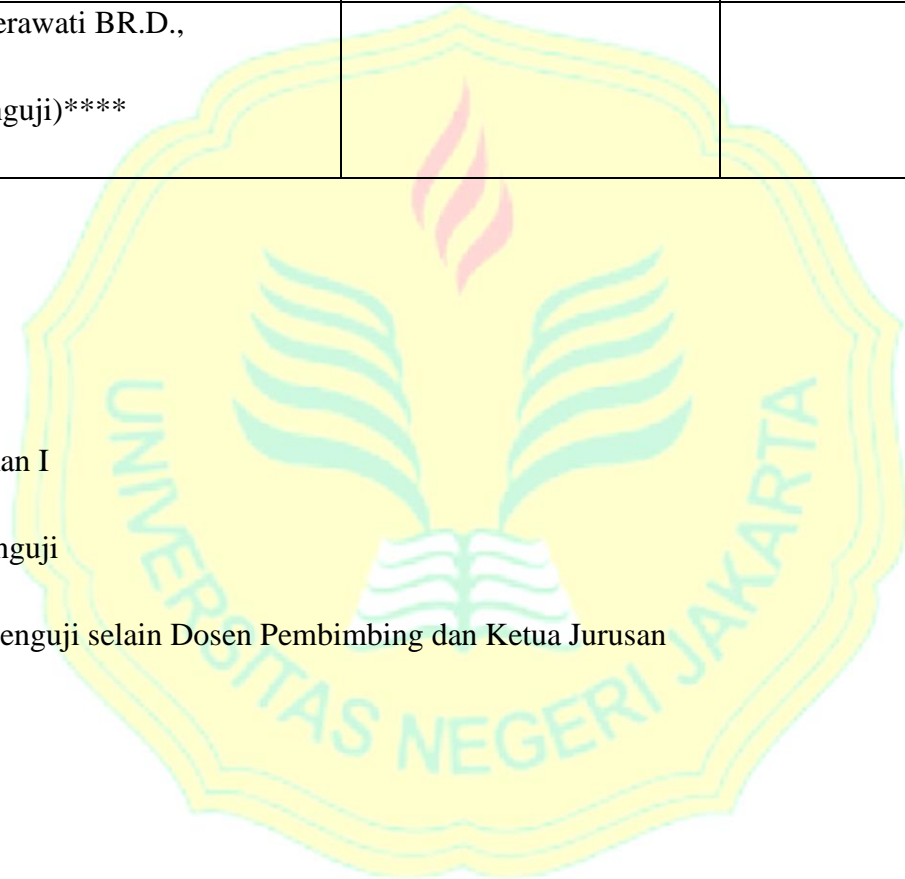 erawati BR.D.,
nguji)****
an I
nguji
enguji selain Dosen Pembimbing dan Ketua Jurusan
UNIVERSITAS NEGERI JAKARTA